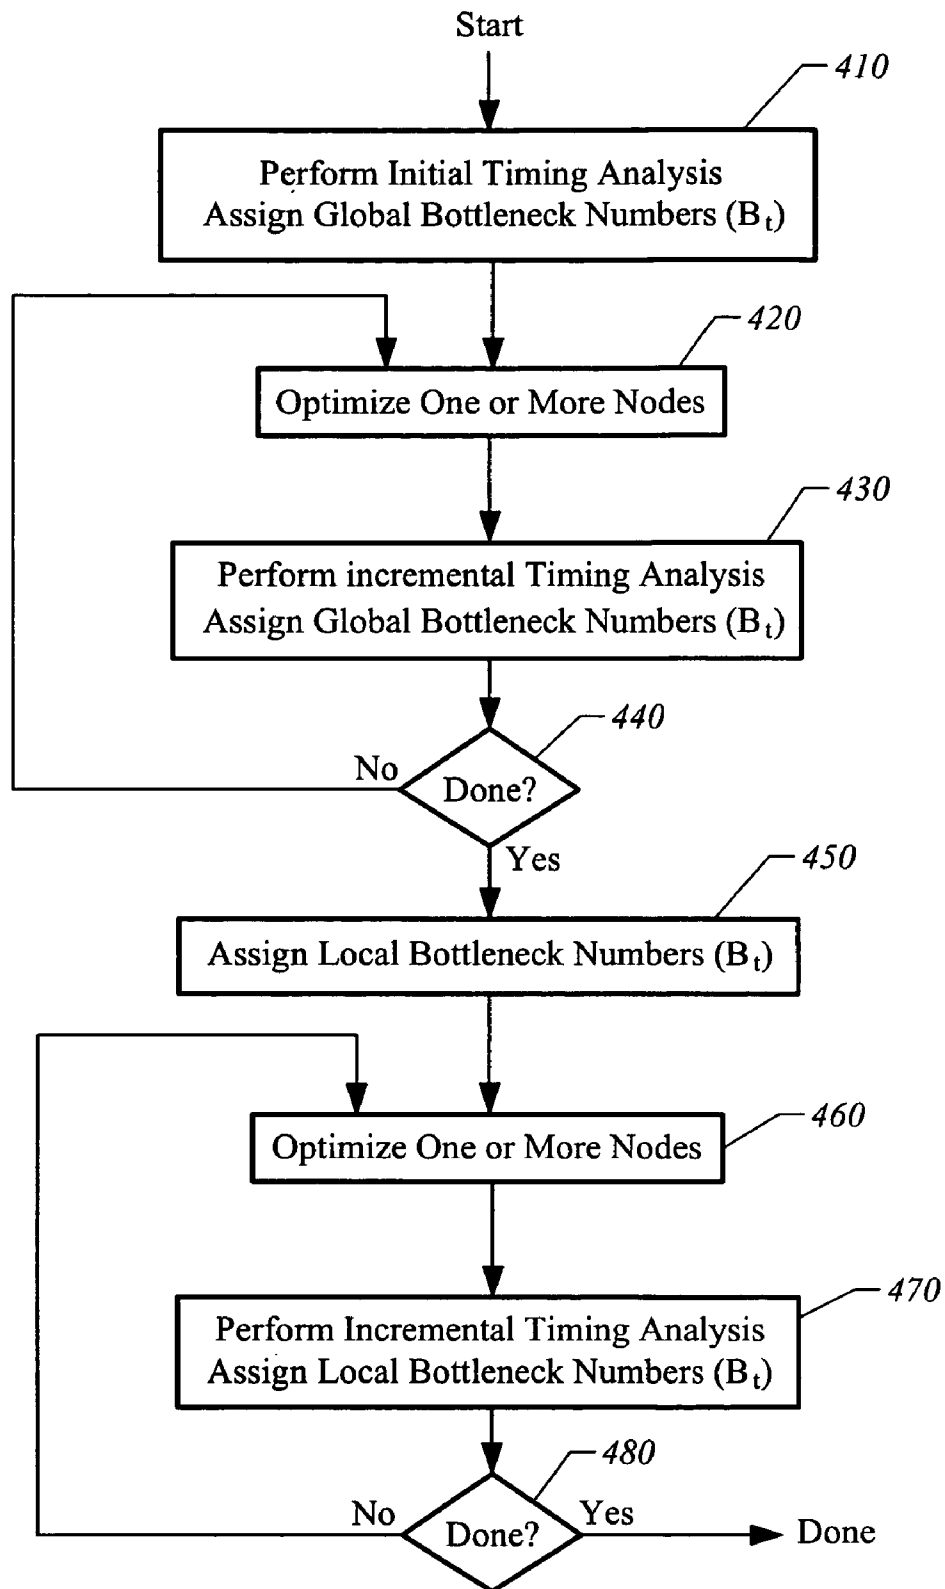 Start
410
Perform Initial Timing Analysis
Assign Global Bottleneck Numbers (Bt)
420
Optimize One or More Nodes
430
Perform incremental Timing Analysis
Assign Global Bottleneck Numbers (Bt)
440
No
Done?
Yes
450
Assign Local Bottleneck Numbers (Bt)
460
Optimize One or More Nodes
470
Perform Incremental Timing Analysis
Assign Local Bottleneck Numbers (Bt)
480
No
Done?
Yes
Done